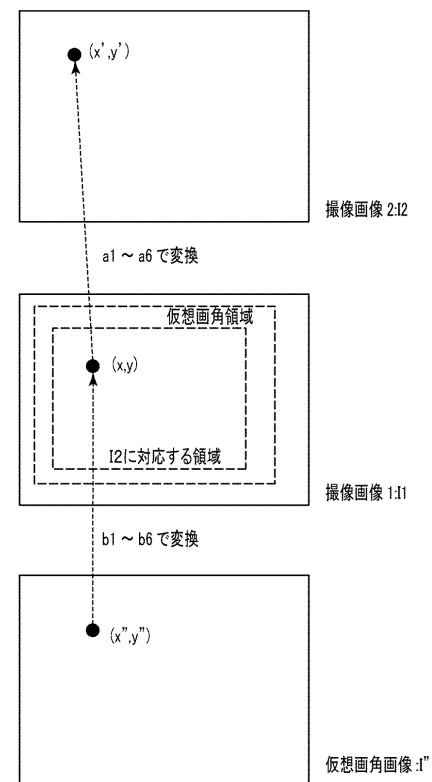 (x',y')
撮像画像 2:I2
a1 ~ a6 で変換
仮想画角領域
(x,y)
I2に対応する領域
撮像画像 1:I1
b1 ~ b6 で変換
(x”,y”)
仮想画角画像:I”